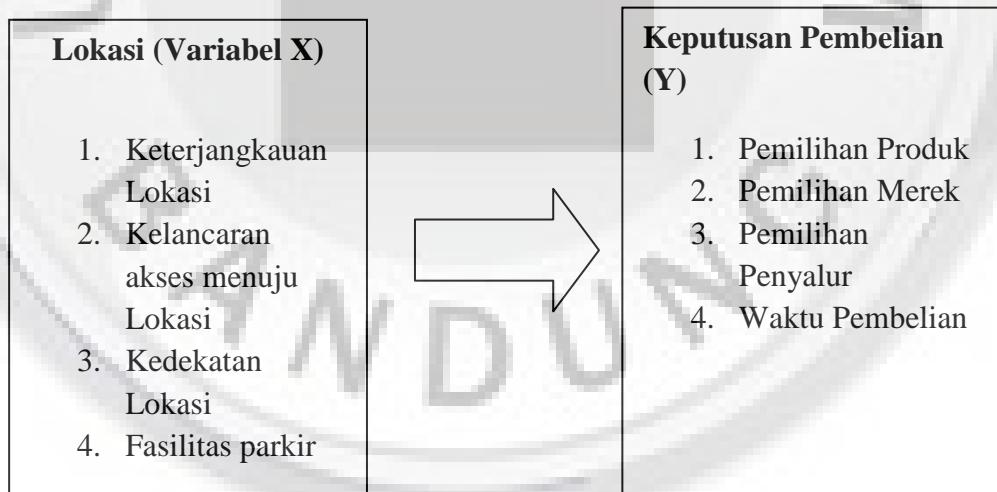 Lokasi (Variabel X)
1. Keterjangkauan
Lokasi
2. Kelancaran
akses menuju
Lokasi
3. Kedekatan
Lokasi
4. Fasilitas parkir
Keputusan Pembelian
(Y)
1. Pemilihan Produk
2. Pemilihan Merek
3. Pemilihan
Penyalur
4. Waktu Pembelian
BANDUNG